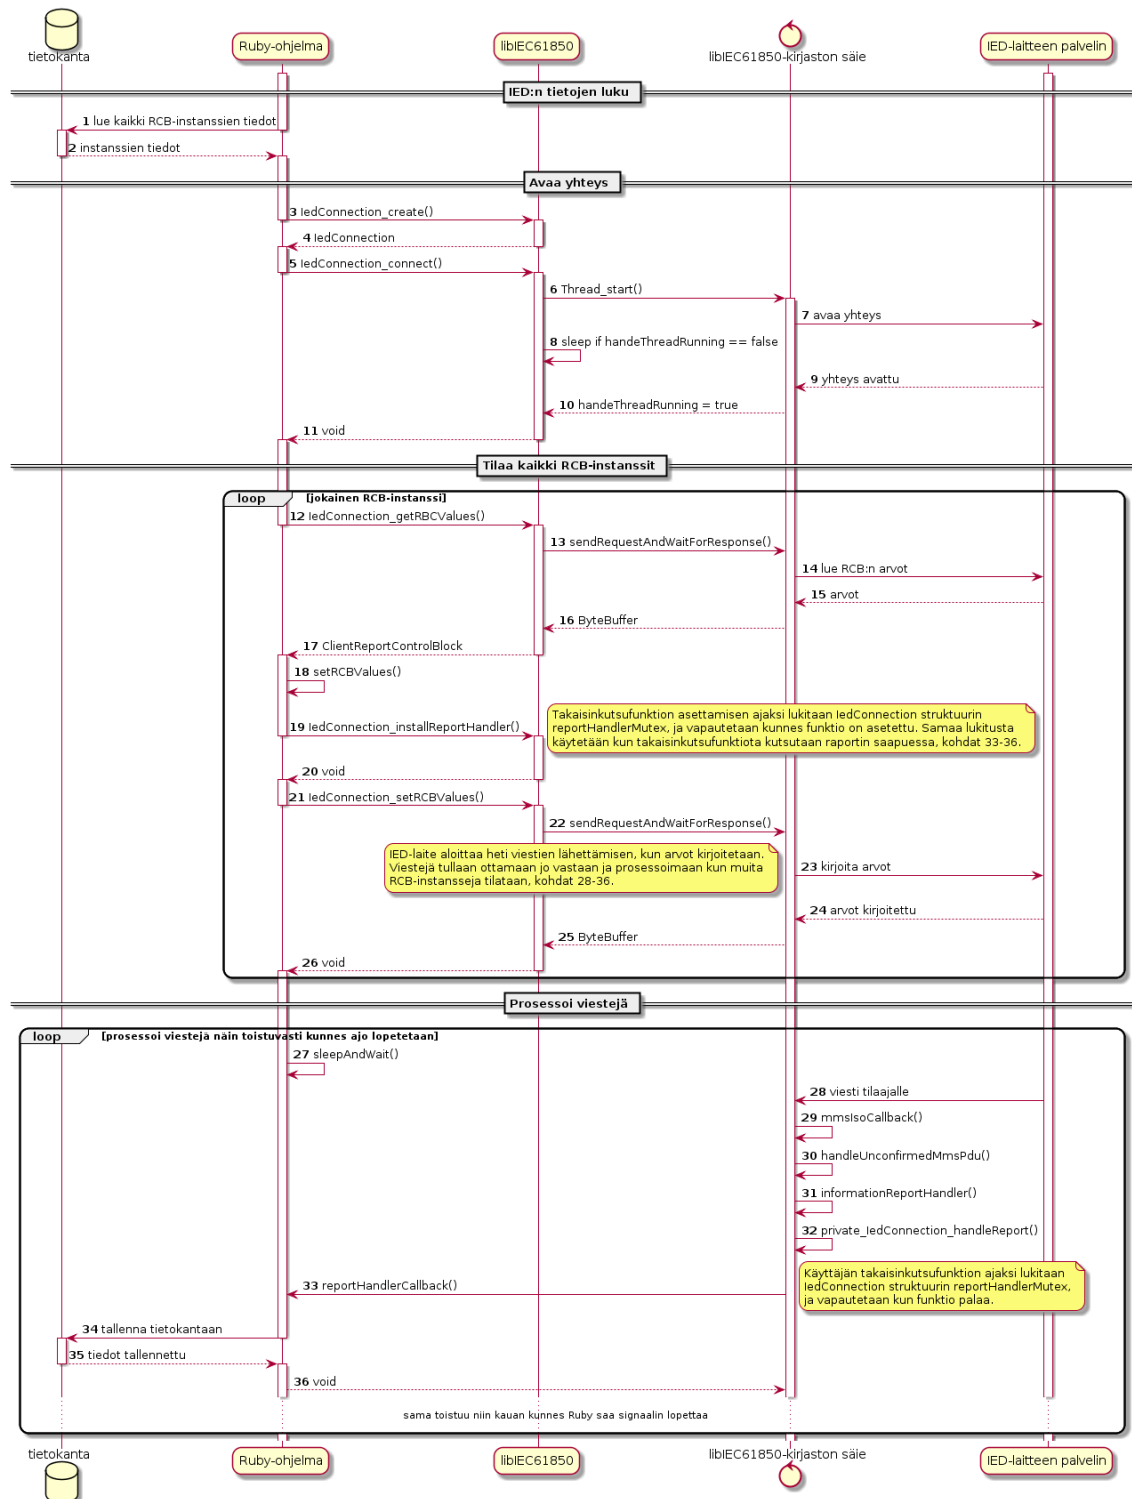 tietokanta
Ruby-ohjelma
libIEC61850
libIEC61850-kirjaston säie
IED-laitteen palvelin
IED:n tietojen luku
1 lue kaikki RCB-instanssien tiedot
2 instanssien tiedot
Avaa yhteys
3 IedConnection_create()
4 IedConnection
5 IedConnection_connect()
6 Thread_start()
7 avaa yhteys
8 sleep if handeThreadRunning == false
9 yhteys avattu
10 handeThreadRunning = true
11 void
Tilaa kaikki RCB-instanssit
loop [jokainen RCB-instanssi]
12 IedConnection_getRBCValues()
13 sendRequestAndWaitForResponse()
14 lue RCB:n arvot
15 arvot
16 ByteBuffer
17 ClientReportControlBlock
18 setRCBValues()
19 IedConnection_installReportHandler()
Takaisinkutsufunktion asettamisen ajaksi lukitaan IedConnection struktuurin
reportHandlerMutex, ja vapautetaan kunnes funktio on asetettu. Samaa lukitusta
käytetään kun takaisinkutsufunktiota kutsutaan raportin saapuessa, kohdat 33-36.
20 void
21 IedConnection_setRCBValues()
22 sendRequestAndWaitForResponse()
IED-laite aloittaa heti viestien lähettämisen, kun arvot kirjoitetaan.
Viestejä tullaan ottamaan jo vastaan ja prosessoimaan kun muita
RCB-instansseja tilataan, kohdat 28-36.
23 kirjoita arvot
24 arvot kirjoitettu
25 ByteBuffer
26 void
Prosessoi viestejä
loop [prosessoi viestejä näin toistuvasti kunnes ajo lopetetaan]
27 sleepAndWait()
28 viesti tilaajalle
29 mmsIsoCallback()
30 handleUnconfirmedMmsPdu()
31 informationReportHandler()
32 private_IedConnection_handleReport()
33 reportHandlerCallback()
Käyttäjän takaisinkutsufunktion ajaksi lukitaan
IedConnection struktuurin reportHandlerMutex,
ja vapautetaan kun funktio palaa.
34 tallenna tietokantaan
35 tiedot tallennettu
36 void
sama toistuu niin kauan kunnes Ruby saa signaalin lopettaa
tietokanta
Ruby-ohjelma
libIEC61850
libIEC61850-kirjaston säie
IED-laitteen palvelin